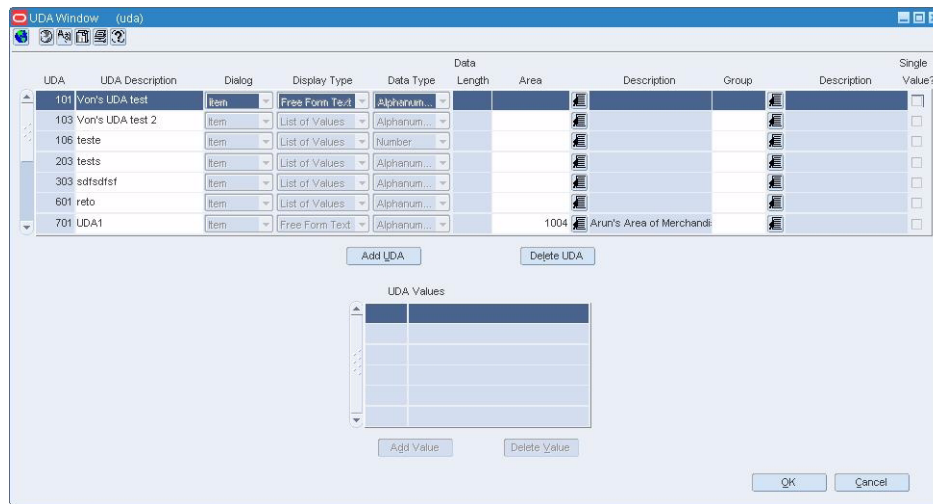 UDA Window (uda)
Data Single
UDA UDA Description Dialog Display Type Data Type Length Area Description Group Description Value?
101 Von's UDA test Item Free Form Text Alphanum...
103 Von's UDA test 2 Item List of Values Alphanum...
106 teste Item List of Values Number
203 tests Item List of Values Alphanum...
303 sdfsdfsf Item List of Values Alphanum...
601 reto Item List of Values Alphanum...
701 UDA1 Item Free Form Text Alphanum... 1004 Arun's Area of Merchandi
Add UDA Delete UDA
UDA Values
Add Value Delete Value
OK Cancel